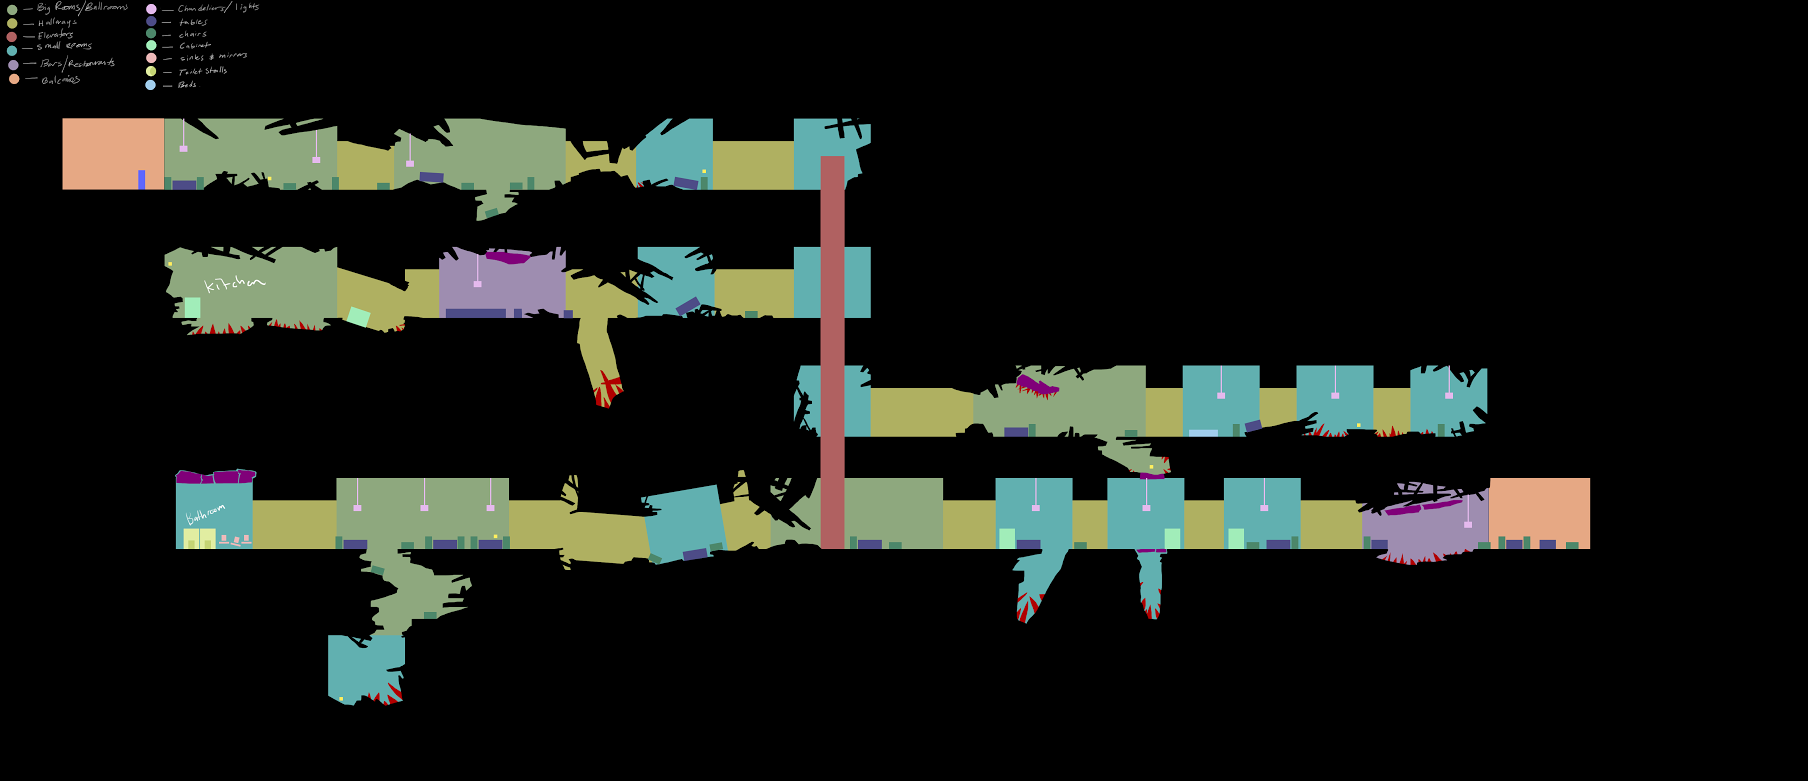 Big Rooms/Ballrooms
Hallways
Elevators
Small rooms
Bars/Restaurants
Balconies
Chandeliers/lights
tables
chairs
Cabinet
sinks & mirrors
Toilet Stalls
Beds
Kitchen
Bathroom